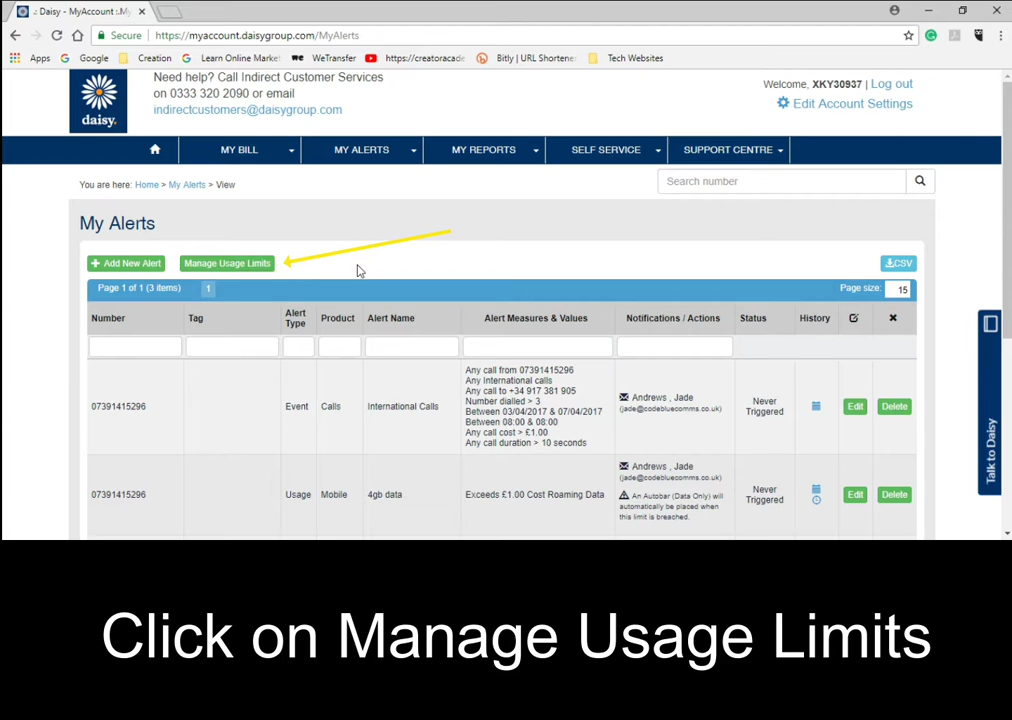 .: Daisy - MyAccount :. My
Secure | https://myaccount.daisygroup.com/MyAlerts
Apps Google Creation Learn Online Market WeTransfer https://creatoracade Bitly | URL Shortene Tech Websites
Need help? Call Indirect Customer Services
on 0333 320 2090 or email
indirectcustomers@daisygroup.com
daisy.
Welcome, XKY30937 | Log out
Edit Account Settings
MY BILL MY ALERTS MY REPORTS SELF SERVICE SUPPORT CENTRE
You are here: Home > My Alerts > View
Search number
My Alerts
+ Add New Alert Manage Usage Limits CSV
Page 1 of 1 (3 items) 1 Page size: 15
Number Tag Alert Type Product Alert Name Alert Measures & Values Notifications / Actions Status History
Any call from 07391415296
Any International calls
Any call to +34 917 381 905
Number dialled > 3
Between 03/04/2017 & 07/04/2017
Between 08:00 & 08:00
Any call cost > £1.00
Any call duration > 10 seconds
07391415296 Event Calls International Calls
Andrews , Jade
(jade@codebluecomms.co.uk)
Never
Triggered
Edit Delete
07391415296 Usage Mobile 4gb data Exceeds £1.00 Cost Roaming Data
Andrews , Jade
(jade@codebluecomms.co.uk)
An Autobar (Data Only) will
automatically be placed when
this limit is breached.
Never
Triggered
Edit Delete
Talk to Daisy
Click on Manage Usage Limits